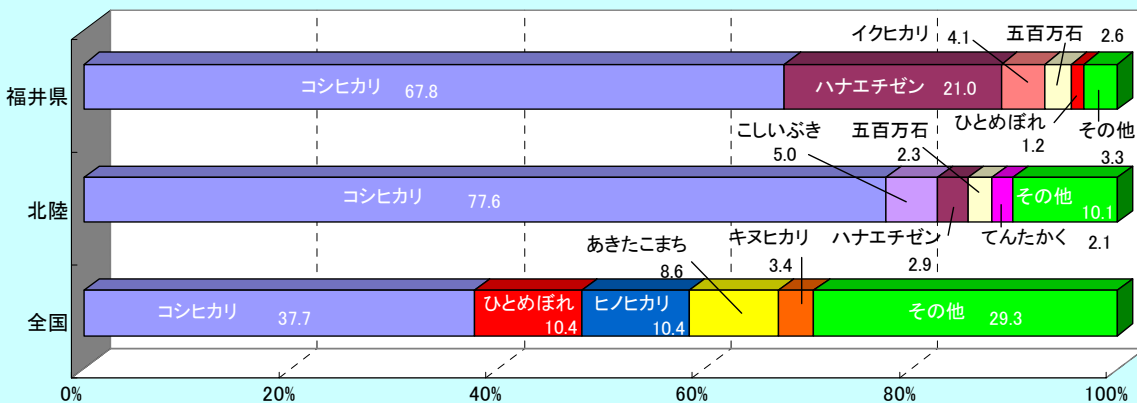 イクヒカリ 4.1 五百万石 2.6
福井県 コシヒカリ 67.8 ハナエチゼン 21.0
ひとめぼれ 1.2 その他 3.3
こしいぶき 5.0 五百万石 2.3
北陸 コシヒカリ 77.6 その他 10.1
ハナエチゼン 2.9 てんたかく 2.1
あきたこまち 8.6 キヌヒカリ 3.4
全国 コシヒカリ 37.7 ひとめぼれ 10.4 ヒノヒカリ 10.4 その他 29.3
0% 20% 40% 60% 80% 100%